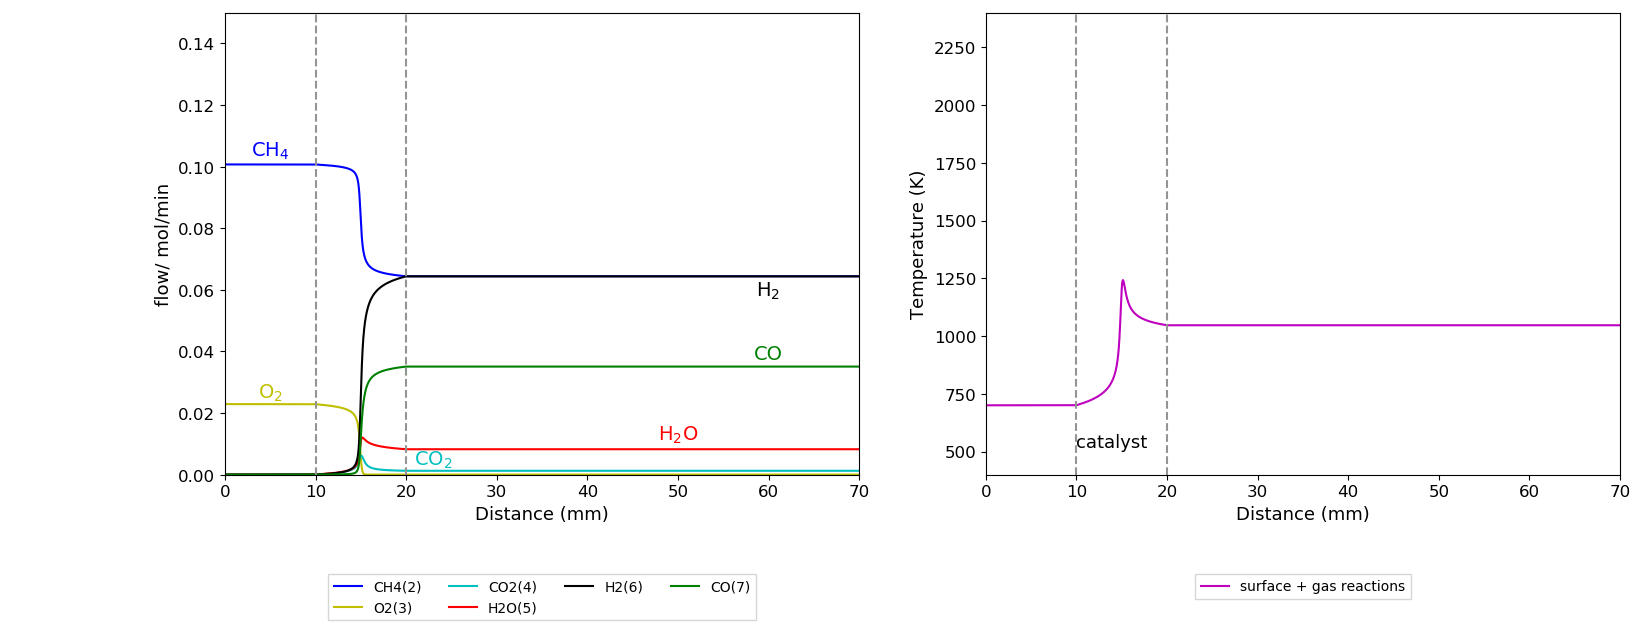 0.14
0.12
0.10
0.08
0.06
0.04
0.02
0.00
flow/ mol/min
CH4
O2
H2
CO
H2O
CO2
0 10 20 30 40 50 60 70
Distance (mm)
CH4(2) CO2(4) H2(6) CO(7)
O2(3) H2O(5)
2250
2000
1750
1500
1250
1000
750
500
Temperature (K)
catalyst
0 10 20 30 40 50 60 70
Distance (mm)
surface + gas reactions